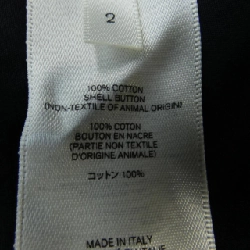 2
100% COTTON
SHELL BUTTON
(NON-TEXTILE OF ANIMAL ORIGIN)
100% COTON
BOUTON EN NACRE
(PARTIE NON TEXTILE
D'ORIGINE ANIMALE)
コットン 100%
MADE IN ITALY